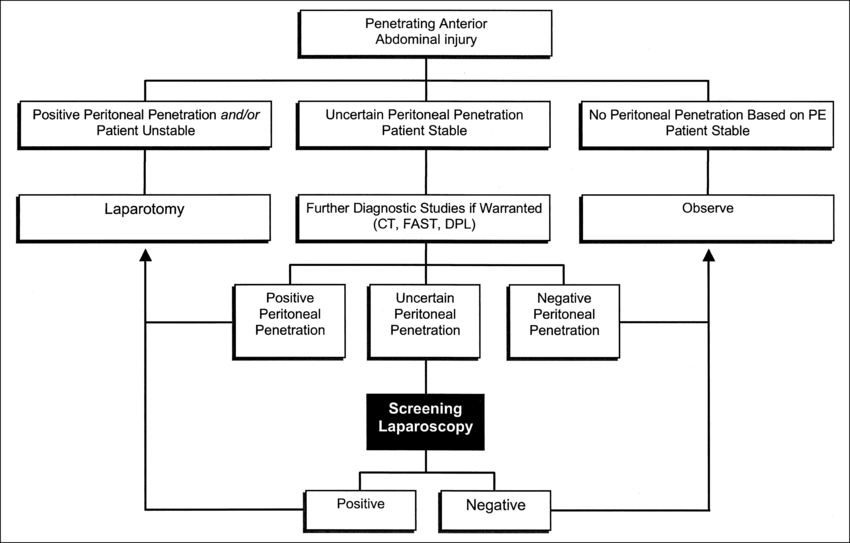 Penetrating Anterior
Abdominal injury
Positive Peritoneal Penetration and/or
Patient Unstable
Uncertain Peritoneal Penetration
Patient Stable
No Peritoneal Penetration Based on PE
Patient Stable
Laparotomy
Further Diagnostic Studies if Warranted
(CT, FAST, DPL)
Observe
Positive
Peritoneal
Penetration
Uncertain
Peritoneal
Penetration
Negative
Peritoneal
Penetration
Screening
Laparoscopy
Positive
Negative